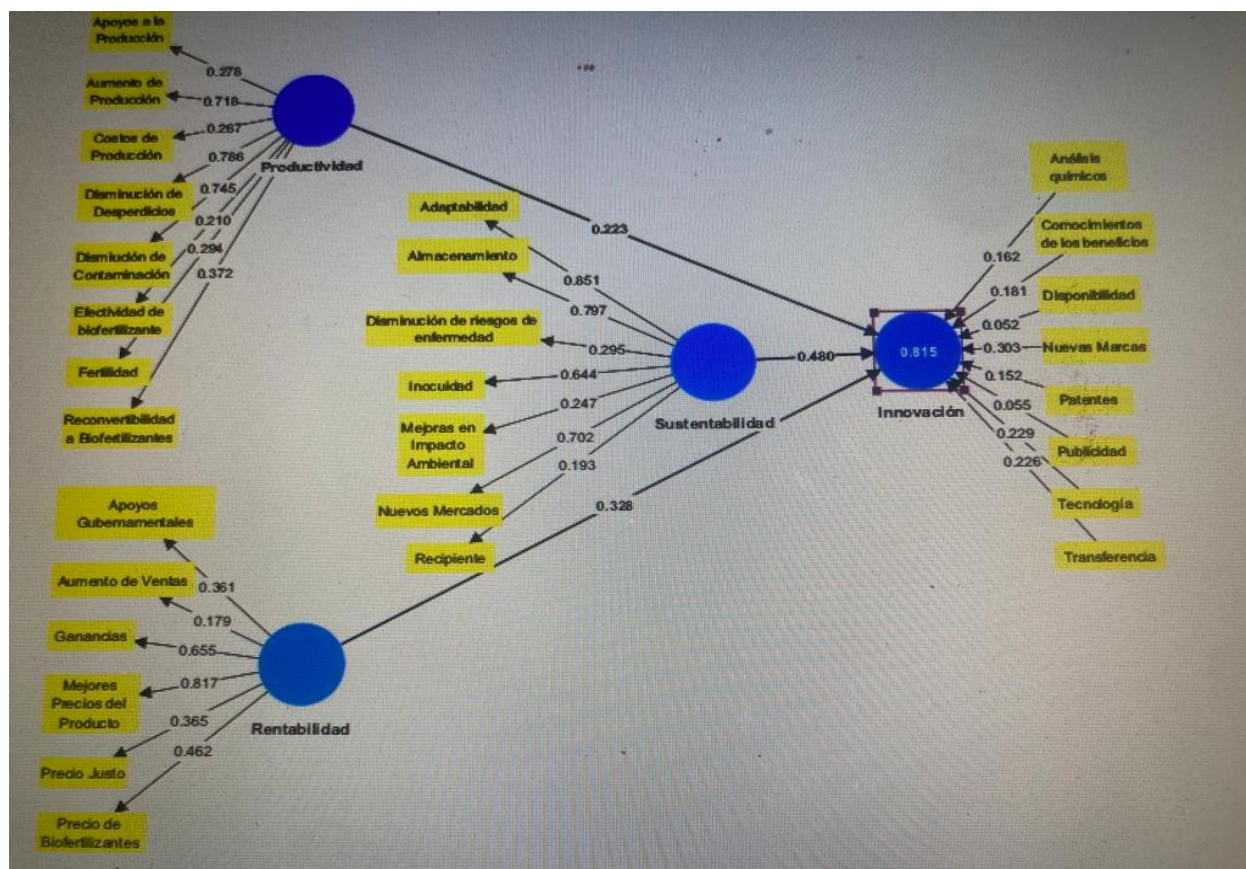 Apoyos a la
Producción
0.278
Aumento de
Producción
0.718
Costos de
Producción
0.267
Disminución de
Desperdicios
0.786
Dismiución de
Contaminación
0.745
Efectividad de
biofertilizante
0.210
Fertilidad
0.294
Reconvertibilidad
a Biofertilizantes
0.372
Productividad
0.223
Adaptabilidad
0.851
Almacenamiento
0.797
Disminución de riesgos de
enfermedad
0.295
Inocuidad
0.644
Mejoras en
Impacto
Ambiental
0.247
Nuevos Mercados
0.702
Recipiente
0.193
Sustentabilidad
0.480
Apoyos
Gubernamentales
0.361
Aumento de Ventas
0.179
Ganancias
0.655
Mejores
Precios del
Producto
0.817
Precio Justo
0.365
Precio de
Biofertilizantes
0.462
Rentabilidad
0.328
0.815
Innovación
Análisis
químicos
0.162
Comocimientos
de los beneficios
0.181
Disponibilidad
0.052
Nuevas Marcas
0.303
Patentes
0.152
Publicidad
0.055
Tecnología
0.229
Transferencia
0.226